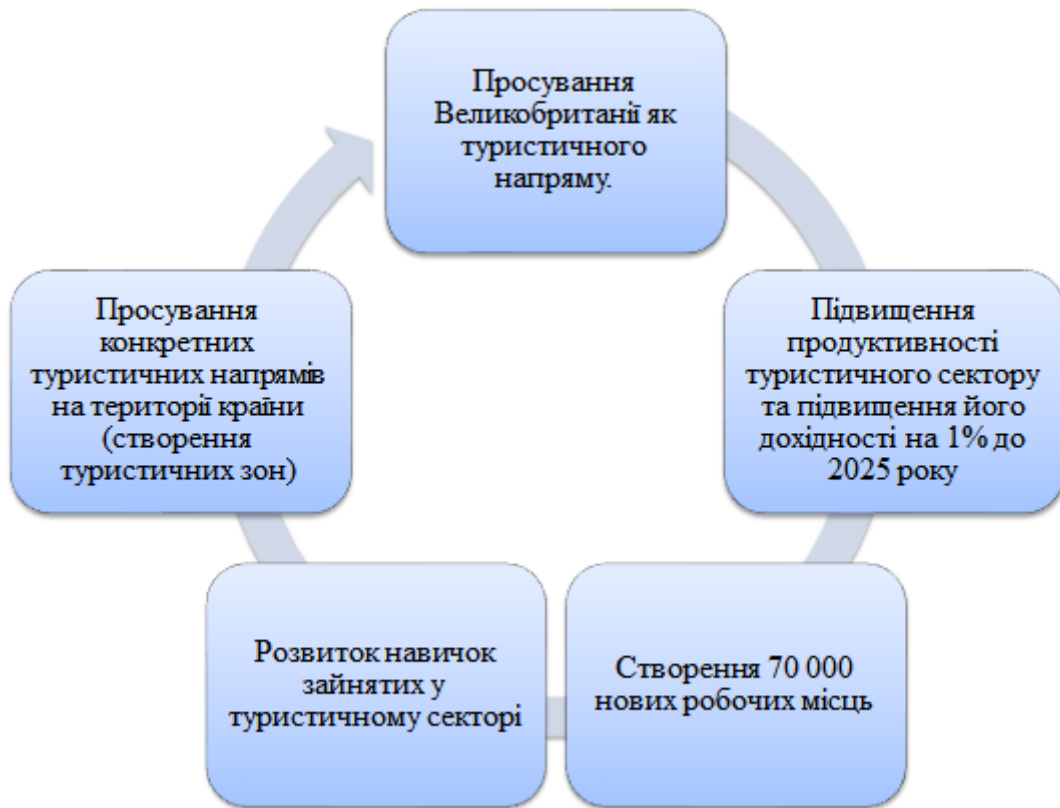 Просування
Великобританії як
туристичного
напряму.
Підвищення
продуктивності
туристичного сектору
та підвищення його
дохідності на 1% до
2025 року
Створення 70 000
нових робочих місць
Розвиток навичок
зайнятих у
туристичному секторі
Просування
конкретних
туристичних напрямів
на території країни
(створення
туристичних зон)